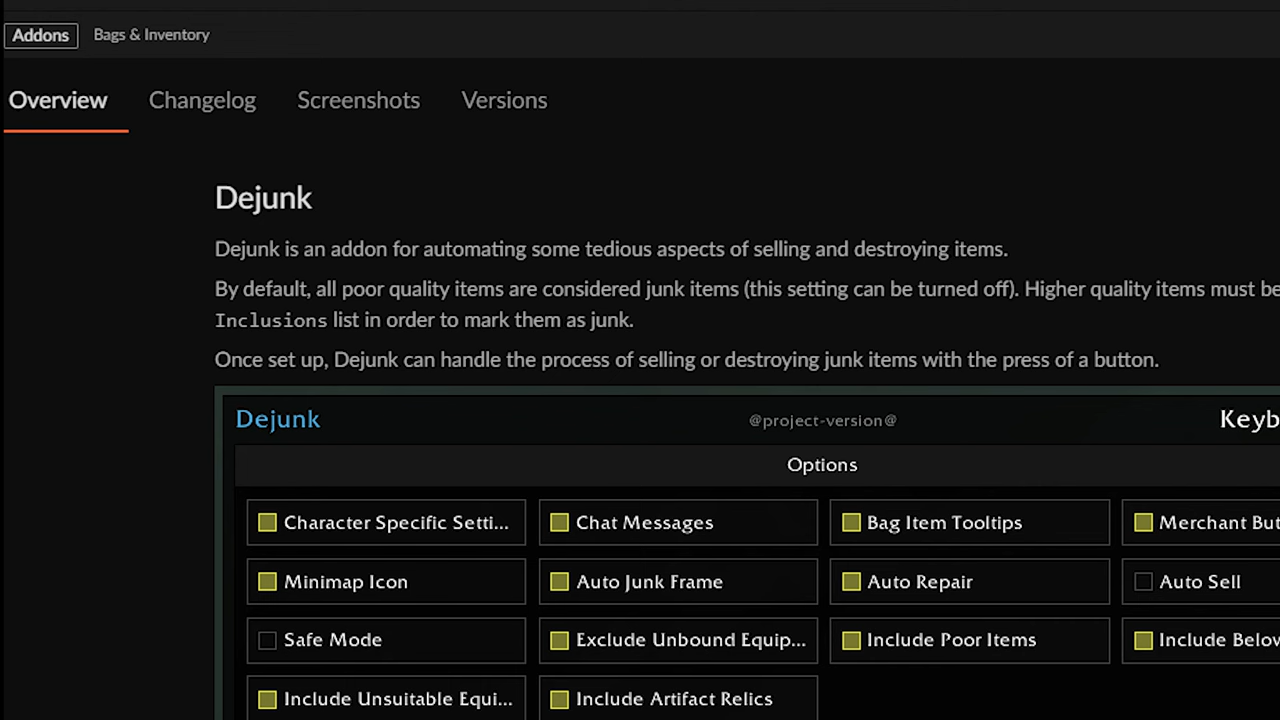 Addons Bags & Inventory
Overview Changelog Screenshots Versions
Dejunk
Dejunk is an addon for automating some tedious aspects of selling and destroying items.
By default, all poor quality items are considered junk items (this setting can be turned off). Higher quality items must be
Inclusions list in order to mark them as junk.
Once set up, Dejunk can handle the process of selling or destroying junk items with the press of a button.
Dejunk @project-version@ Keyb
Options
Character Specific Setti... Chat Messages Bag Item Tooltips Merchant But
Minimap Icon Auto Junk Frame Auto Repair Auto Sell
Safe Mode Exclude Unbound Equip... Include Poor Items Include Below
Include Unsuitable Equi... Include Artifact Relics